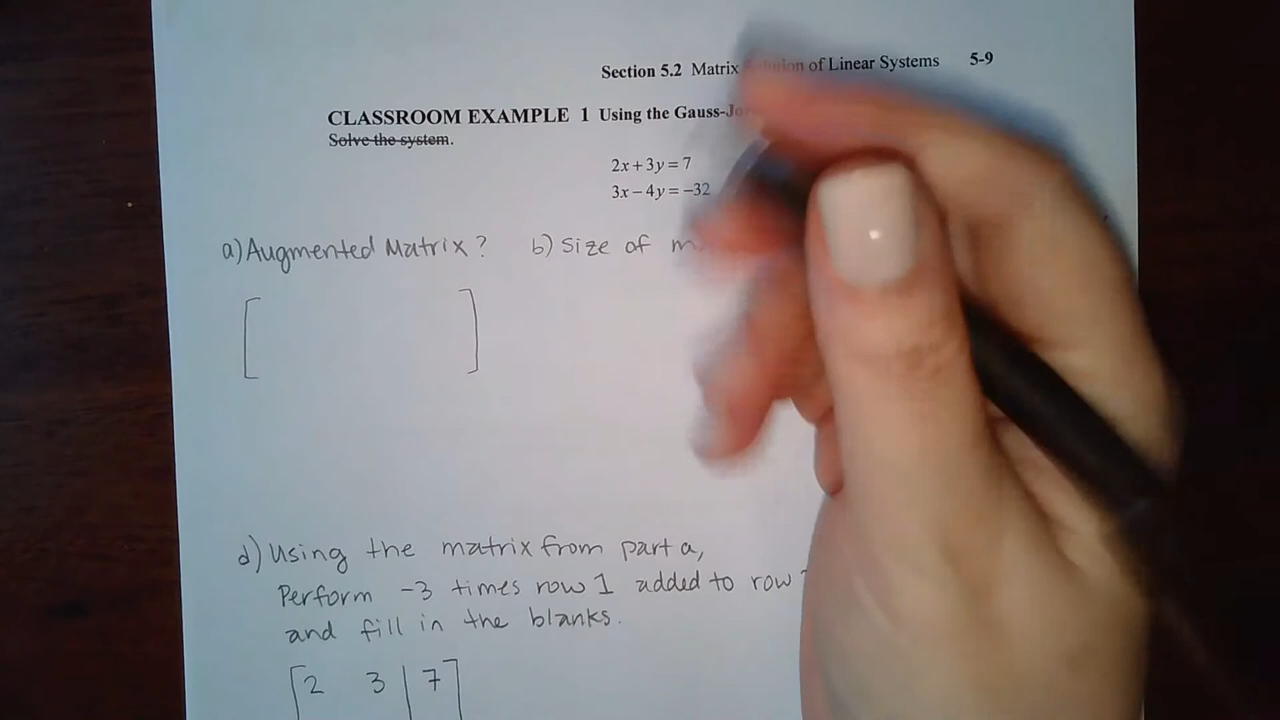 Section 5.2 Matrix of Linear Systems 5-9
CLASSROOM EXAMPLE 1 Using the
Solve the system.
2x + 3y = 7
3x – 4y = –32
a) Augmented Matrix? b) Size of
d) Using the matrix from part a,
Perform -3 times row 1 added to row
and fill in the blanks.
2 3 | 7